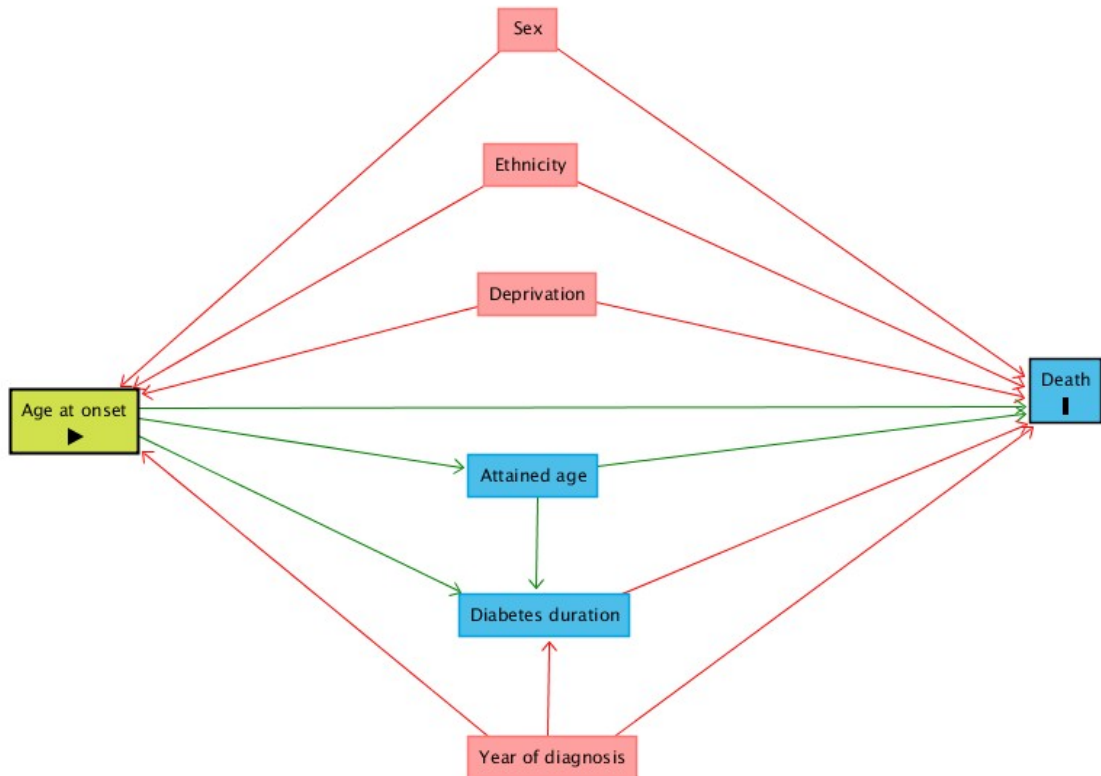 Sex
Ethnicity
Deprivation
Age at onset
Death
Attained age
Diabetes duration
Year of diagnosis